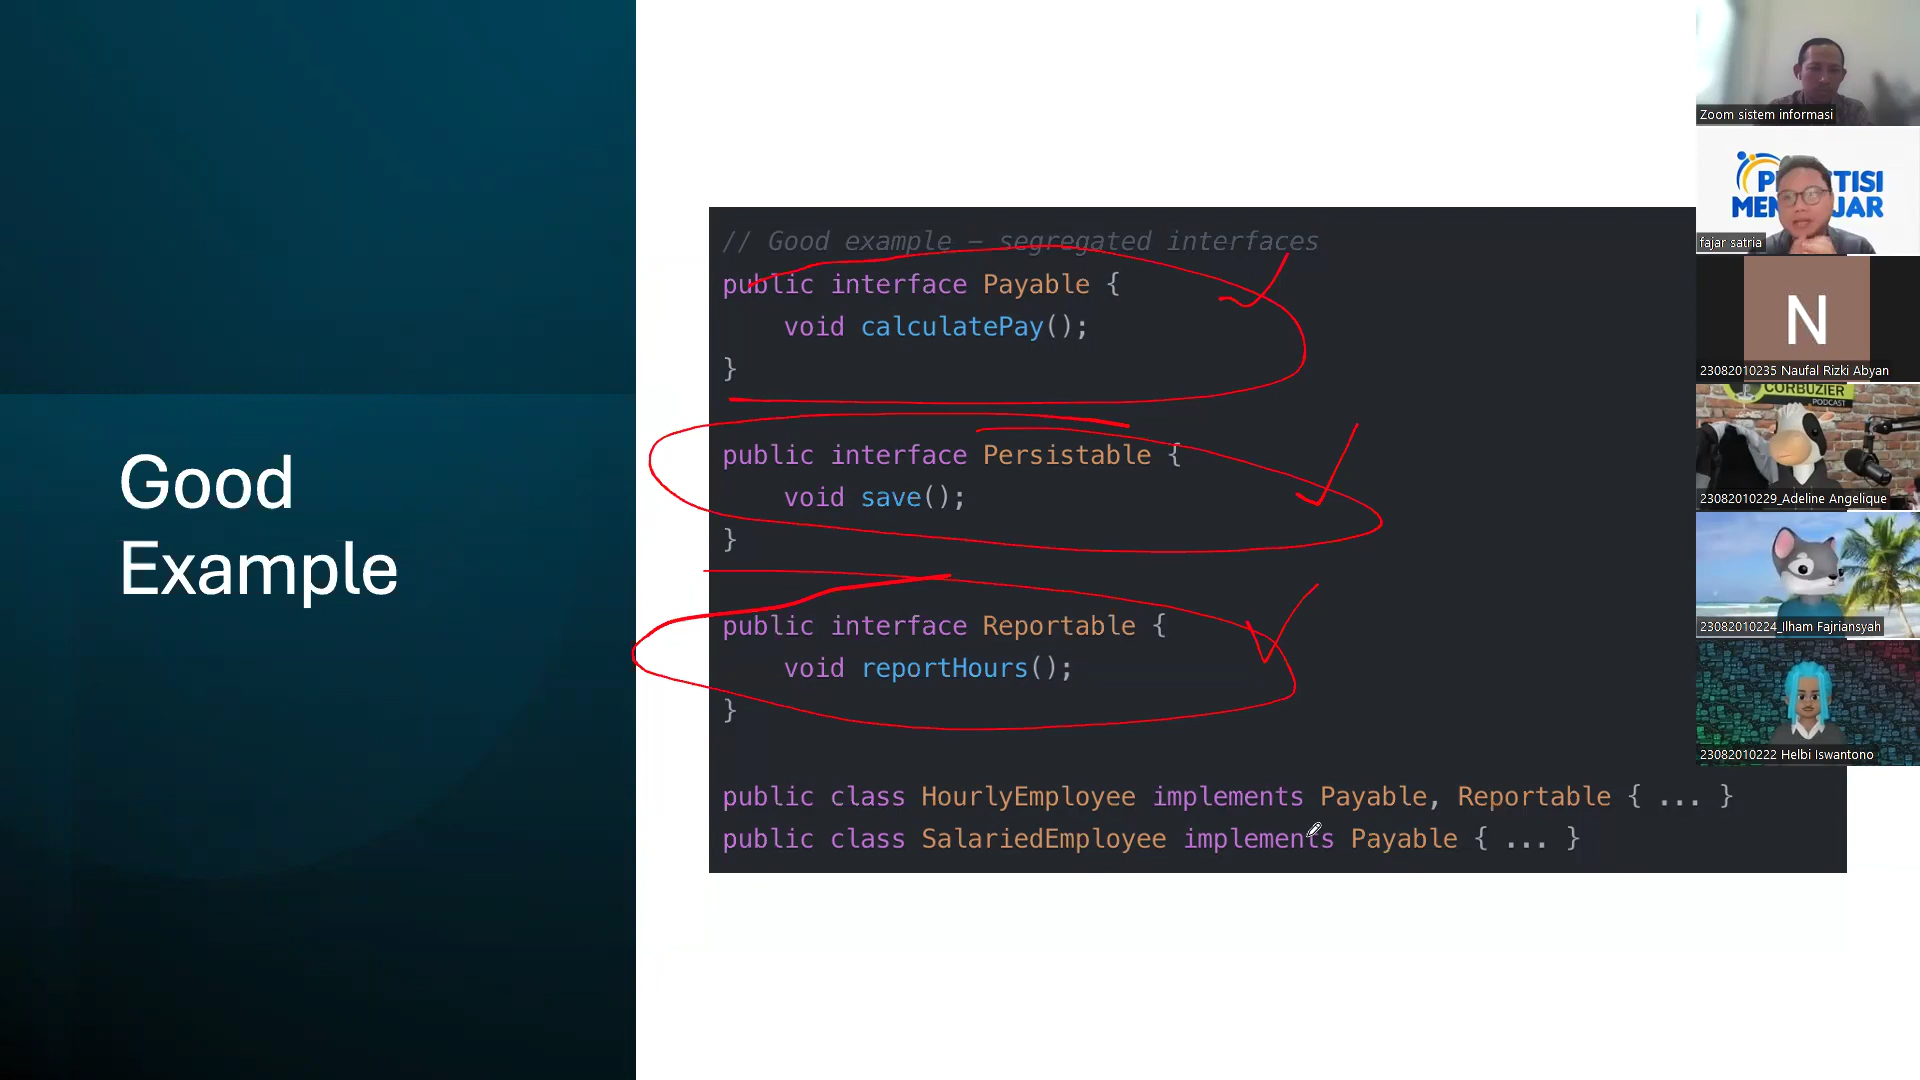 Good
Example
// Good example – segregated interfaces
public interface Payable {
    void calculatePay();
}
public interface Persistable {
    void save();
}
public interface Reportable {
    void reportHours();
}
public class HourlyEmployee implements Payable, Reportable { ... }
public class SalariedEmployee implements Payable { ... }
Zoom sistem informasi
fajar satria
N
23082010235 Naufal Rizki Abyan
CORBUZIER
PODCAST
23082010229_Adeline Angelique
23082010224_Ilham Fajriansyah
23082010222 Helbi Iswantono